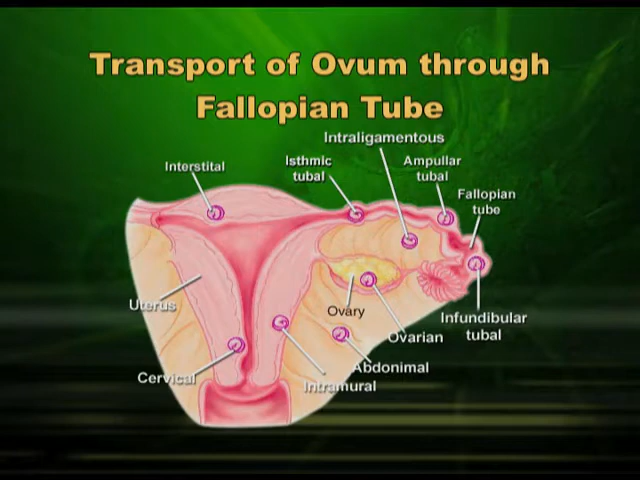 Transport of Ovum through
Fallopian Tube
Intraligamentous
Interstital
Isthmic
tubal
Ampullar
tubal
Fallopian
tube
Uterus
Ovary
Infundibular
tubal
Ovarian
Abdonimal
Cervical
Intramural